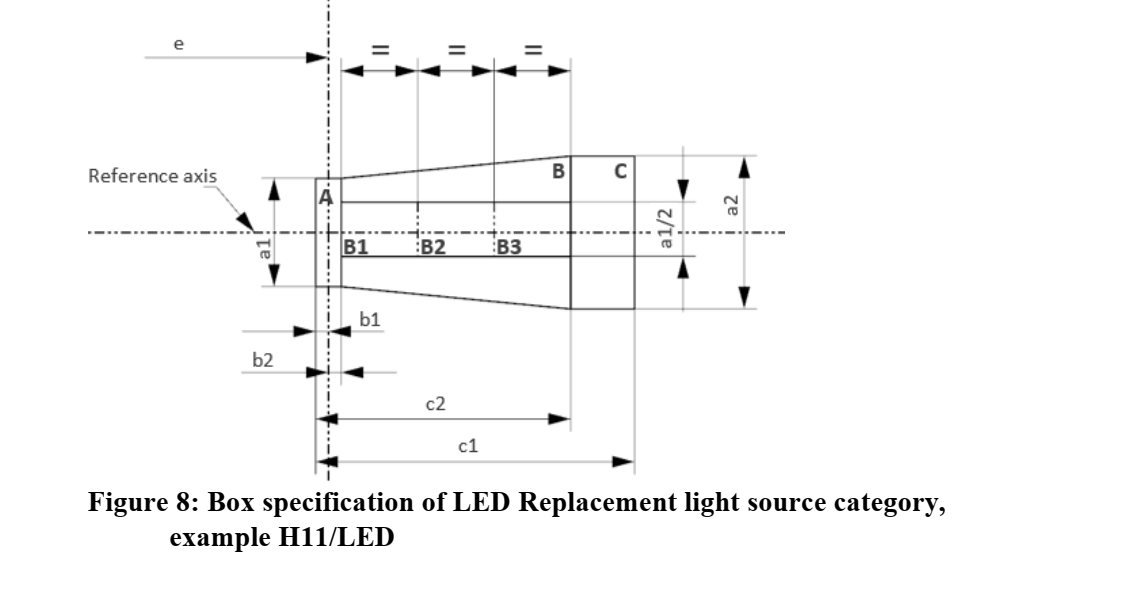 e
= = =
Reference axis
A
B
C
a1
B1
B2
B3
a1/2
a2
b1
b2
c2
c1
Figure 8: Box specification of LED Replacement light source category,
example H11/LED